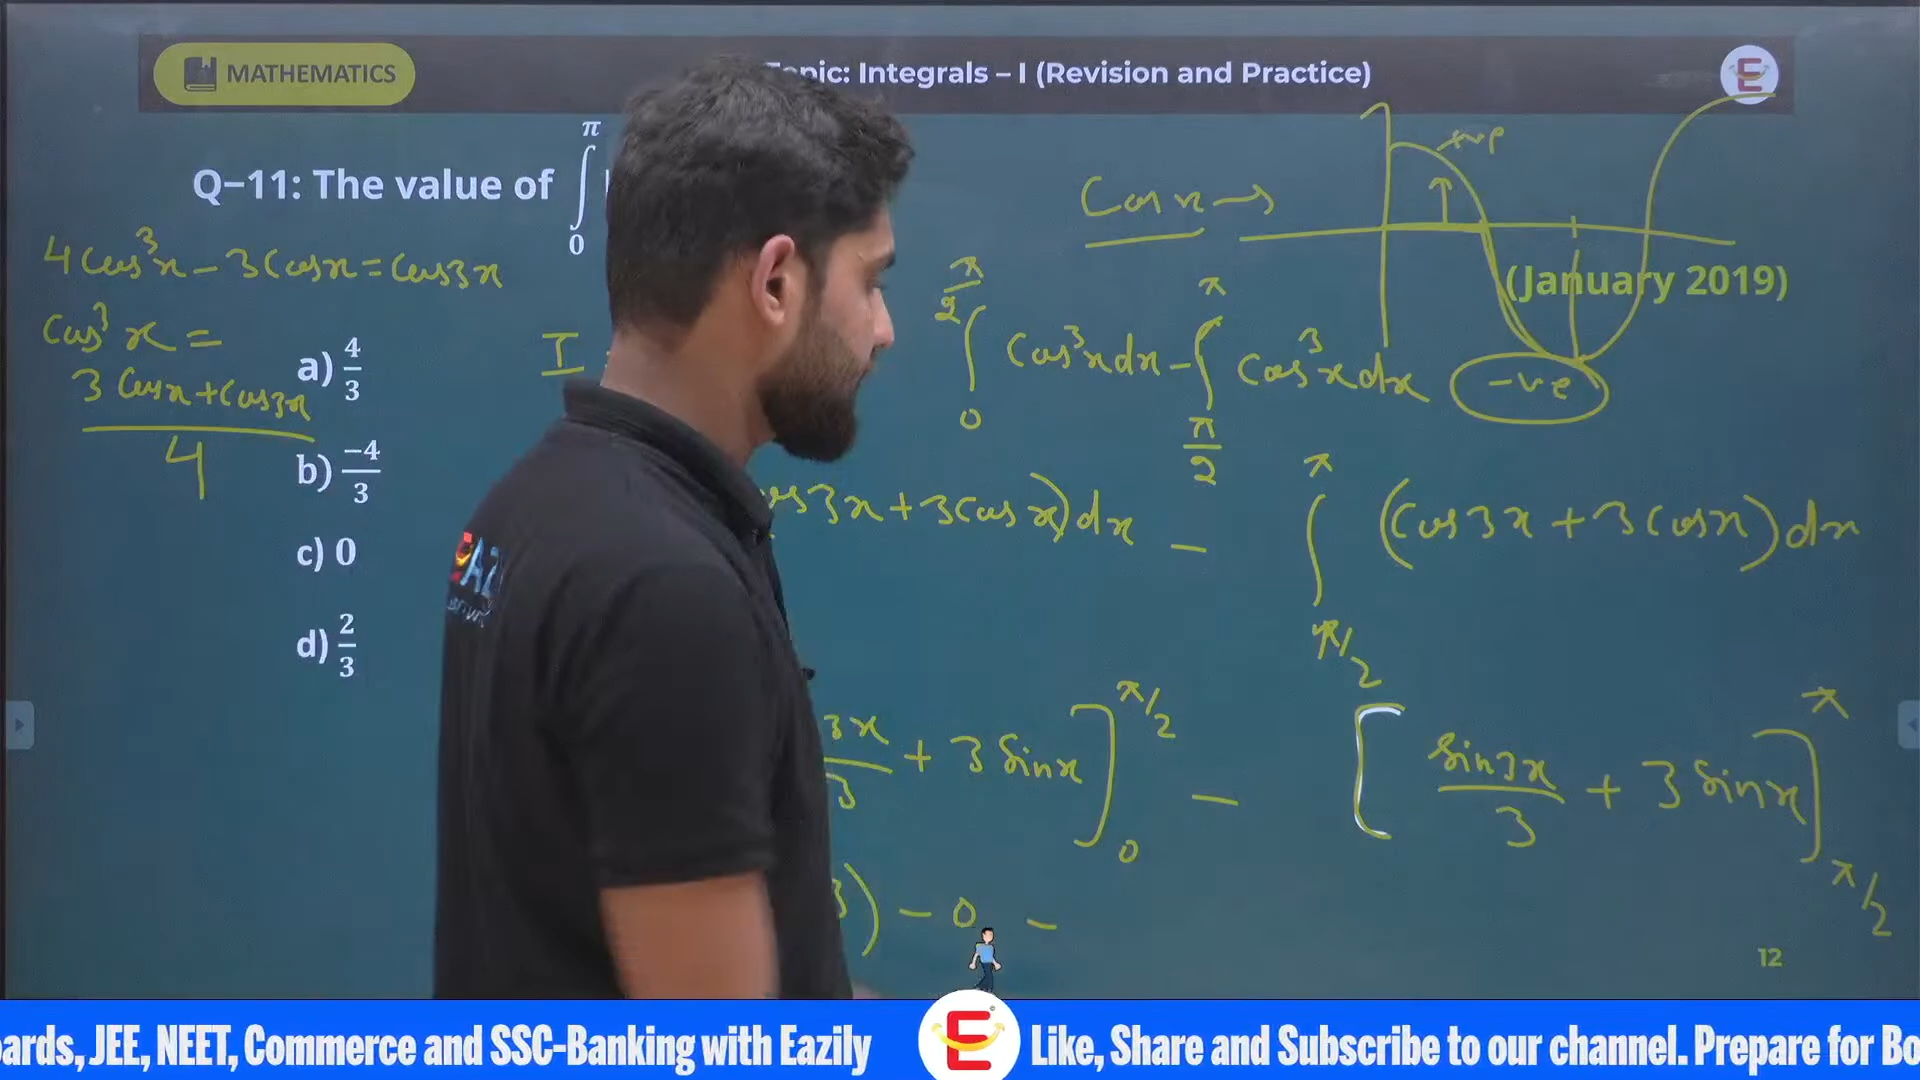 MATHEMATICS
Topic: Integrals – I (Revision and Practice)
E
Q–11: The value of ∫₀^π |
(January 2019)
4cos³x – 3cosx = cos3x
cos³x =
(3cosx + cos3x)/4
a) 4/3
b) −4/3
c) 0
d) 2/3
Cosx →
+ve
-ve
I
∫₀^(π/2) cos³x dx – ∫_(π/2)^π cos³x dx
os3x + 3cosx) dx – ∫_(π/2)^π (cos3x + 3cosx) dx
3x/3 + 3sinx]₀^(π/2) – [sin3x/3 + 3sinx]_(π/2)^π
) – 0 –
12
ards, JEE, NEET, Commerce and SSC-Banking with Eazily
E
Like, Share and Subscribe to our channel. Prepare for Bo